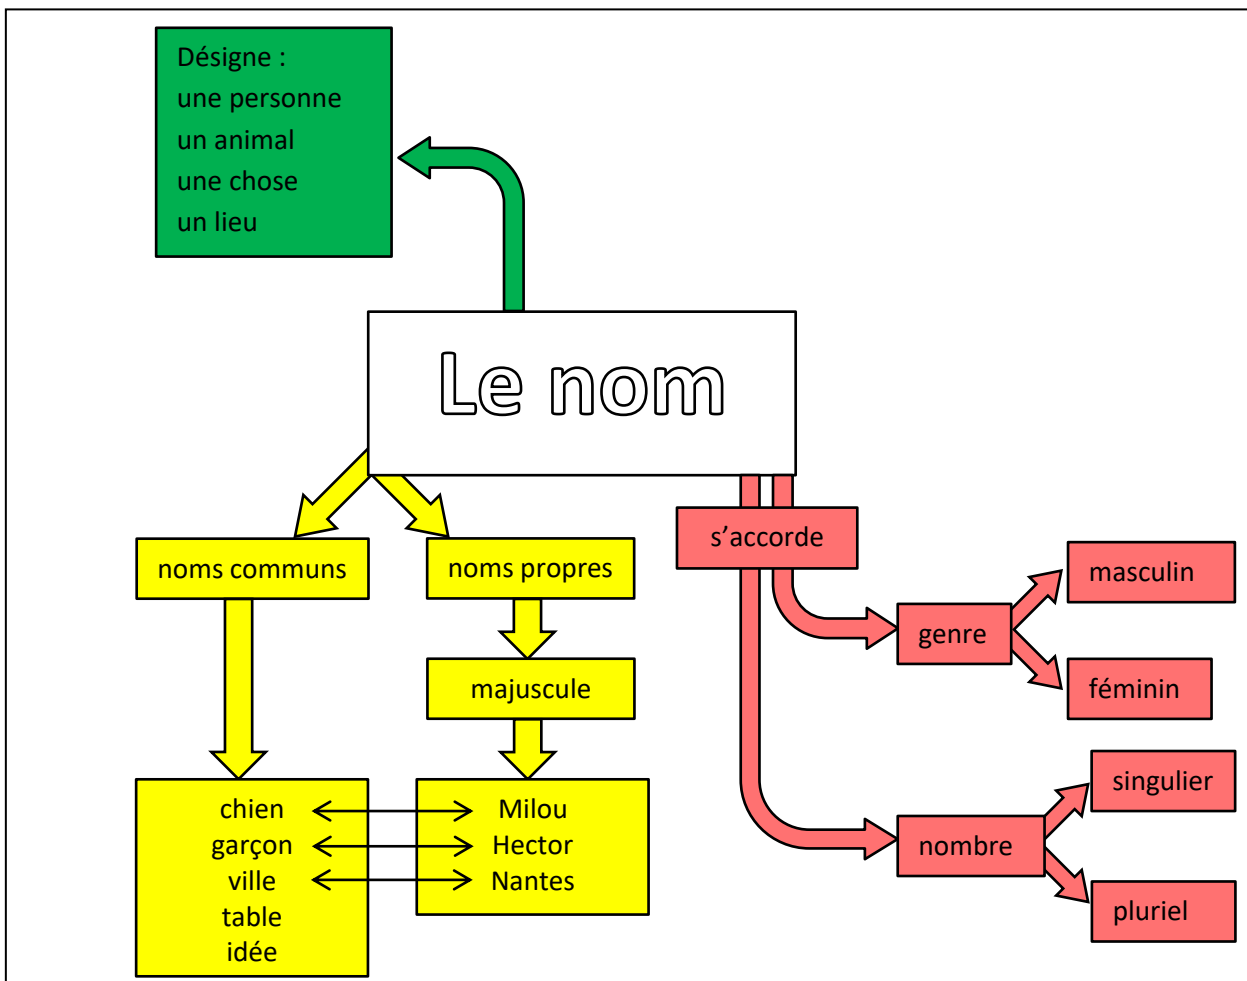 Désigne :
une personne
un animal
une chose
un lieu
Le nom
noms communs
noms propres
majuscule
chien
garçon
ville
table
idée
Milou
Hector
Nantes
s’accorde
genre
masculin
féminin
nombre
singulier
pluriel